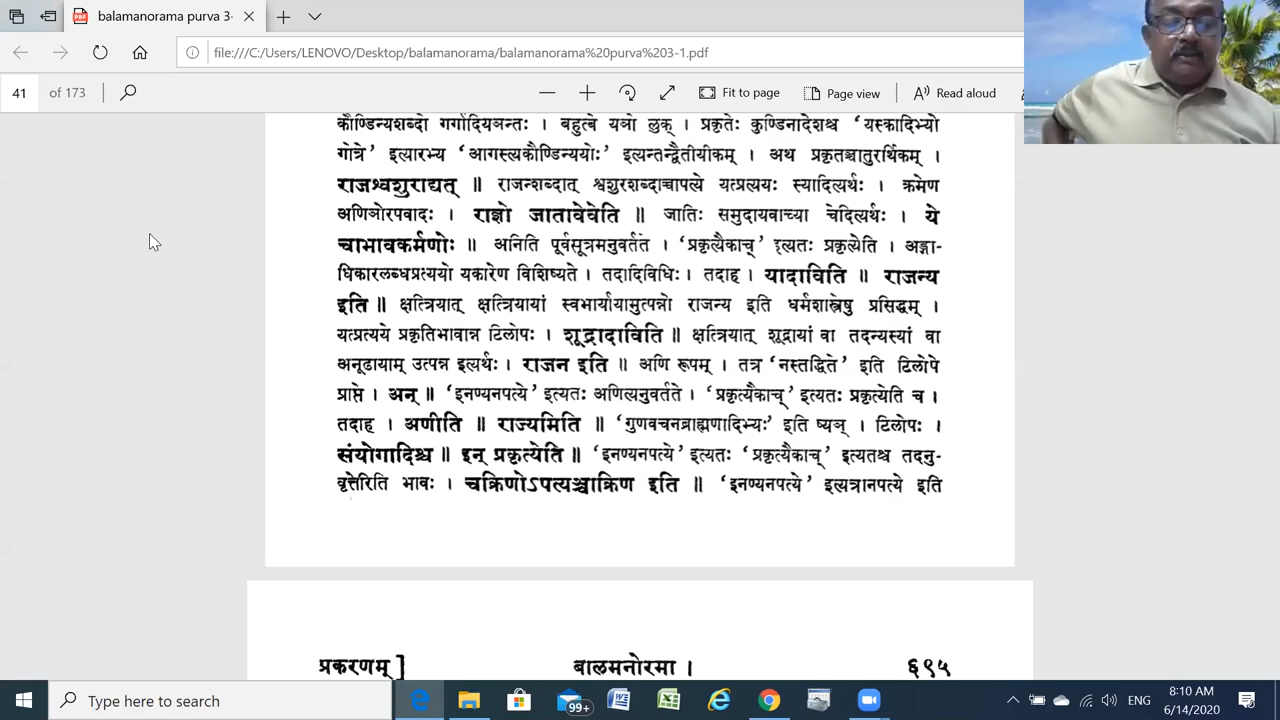 balamanorama purva 3-
file:///C:/Users/LENOVO/Desktop/balamanorama/balamanorama%20purva%203-1.pdf
41 of 173 Fit to page Page view Read aloud
कौण्डिन्यशब्दो गर्गादियञन्तः । बहुत्वे यञो लुक् । प्रकृतेः कुण्डिनादेशश्च ‘यस्कादिभ्यो
गोत्रे’ इत्यारभ्य ‘आगस्त्यकौण्डिन्ययोः’ इत्यन्तन्द्वैतीयीकम् । अथ प्रकृतञ्चातुरर्थिकम् ।
राजश्वशुराद्यत् ॥ राजन्शब्दात् श्वशुरशब्दाच्चापत्ये यत्प्रत्ययः स्यादित्यर्थः । क्रमेण
अणिञोरपवादः । राज्ञो जातावेवेति ॥ जातिः समुदायवाच्या चेदित्यर्थः । ये
चाभावकर्मणोः ॥ अनिति पूर्वसूत्रमनुवर्तते । ‘प्रकृत्यैकाच्’ इत्यतः प्रकृत्येति । अङ्गा-
धिकारलब्धप्रत्ययो यकारेण विशिष्यते । तदादिविधिः । तदाह । यादाविति ॥ राजन्य
इति ॥ क्षत्त्रियात् क्षत्त्रियायां स्वभार्यायामुत्पन्नो राजन्य इति धर्मशास्त्रेषु प्रसिद्धम् ।
यत्प्रत्यये प्रकृतिभावान्न टिलोपः । शूद्रादाविति ॥ क्षत्त्रियात् शूद्रायां वा तदन्यस्यां वा
अनूढायाम् उत्पन्न इत्यर्थः । राजन इति ॥ अणि रूपम् । तत्र ‘नस्तद्धिते’ इति टिलोपे
प्राप्ते । अन् ॥ ‘इनण्यनपत्ये’ इत्यतः अणित्यनुवर्तते । ‘प्रकृत्यैकाच्’ इत्यतः प्रकृत्येति च ।
तदाह । अणीति ॥ राज्यमिति ॥ ‘गुणवचनब्राह्मणादिभ्यः’ इति ष्यञ् । टिलोपः ।
संयोगादिश्च ॥ इन् प्रकृत्येति ॥ ‘इनण्यनपत्ये’ इत्यतः ‘प्रकृत्यैकाच्’ इत्यतश्च तदनु-
वृत्तेरिति भावः । चक्रिणोऽपत्यञ्चाक्रिण इति ॥ ‘इनण्यनपत्ये’ इत्यत्रानपत्ये इति
प्रकरणम् ] बालमनोरमा । ६९५
Type here to search 99+ ENG 8:10 AM
6/14/2020